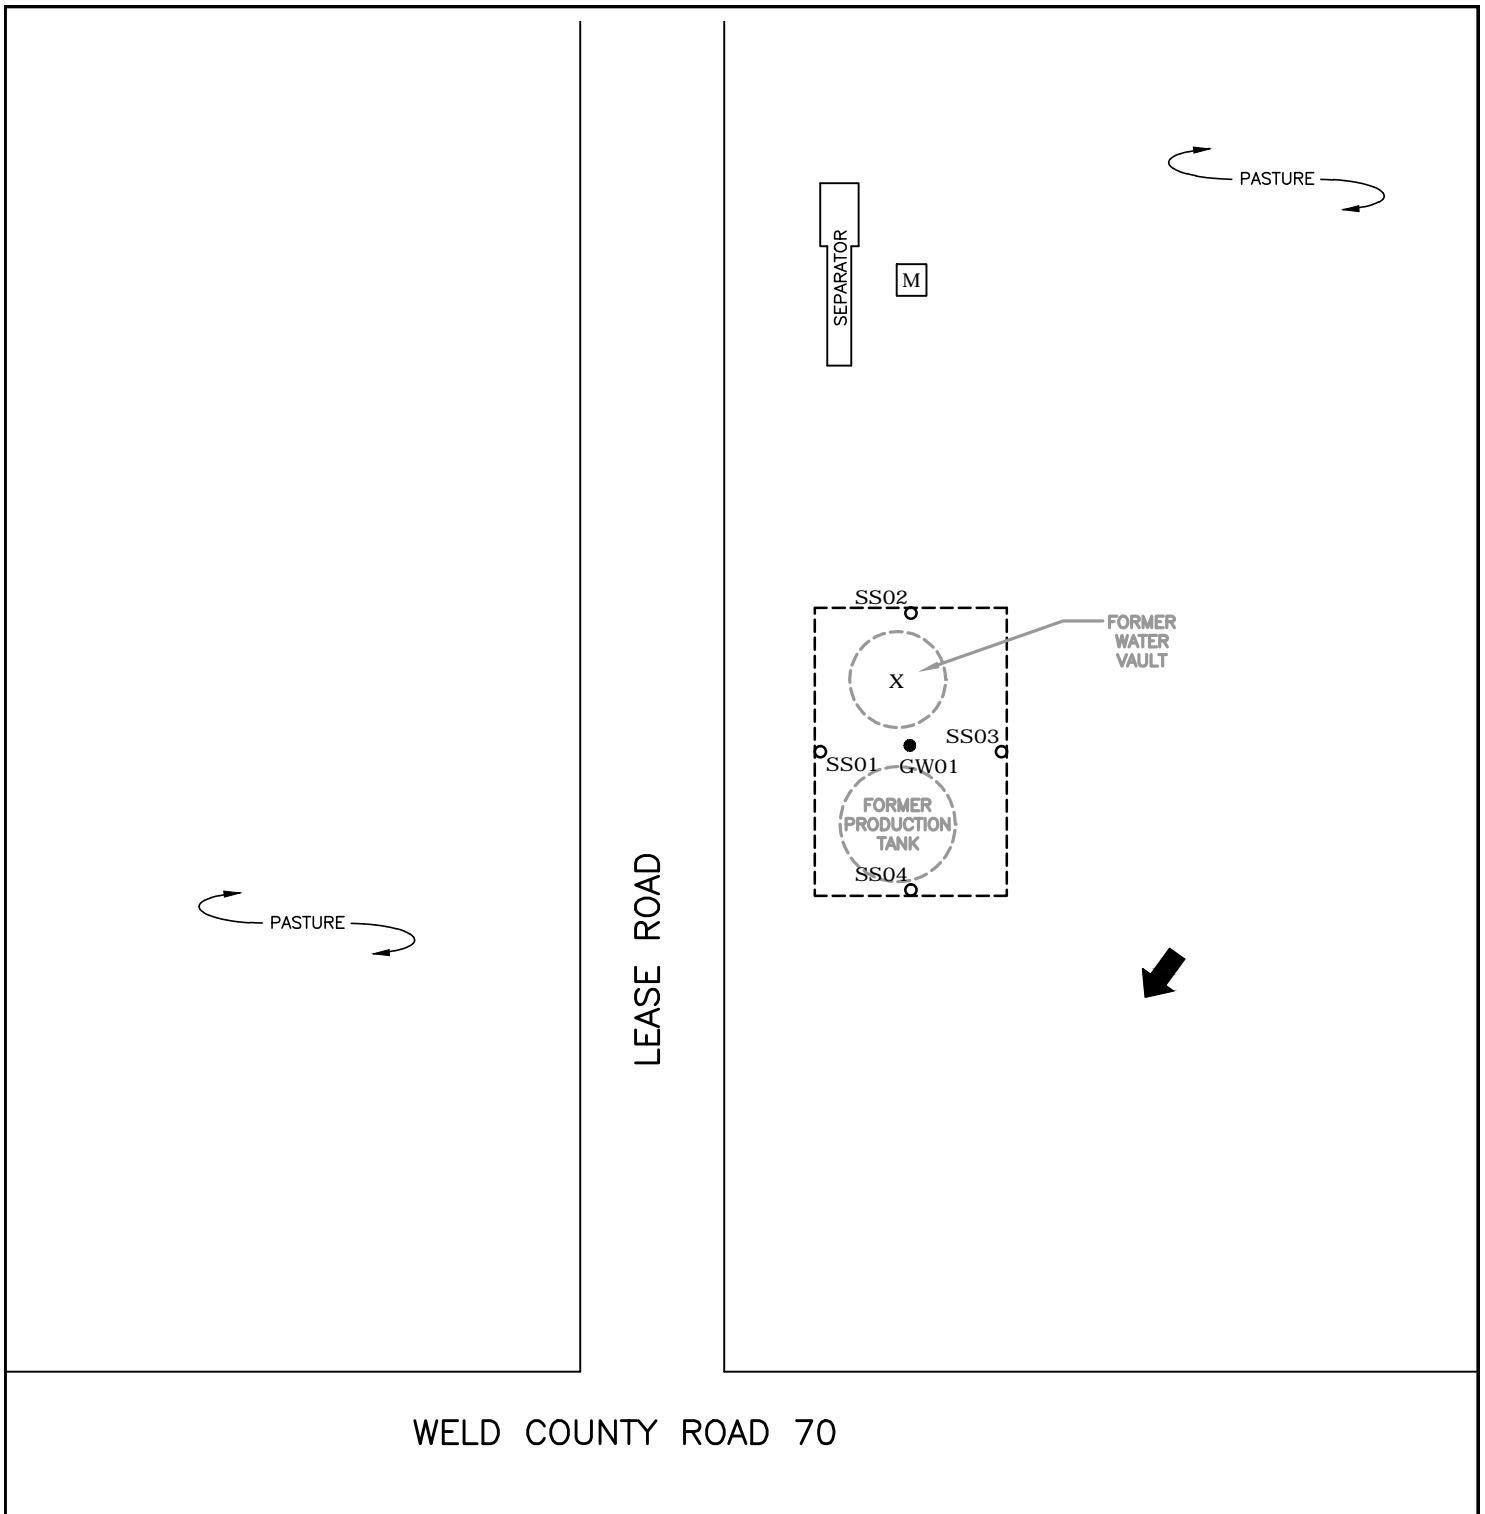 PASTURE
SEPARATOR
M
SS02
FORMER
WATER
VAULT
X
SS03
SS01
GW01
FORMER
PRODUCTION
TANK
SS04
LEASE ROAD
PASTURE
WELD COUNTY ROAD 70